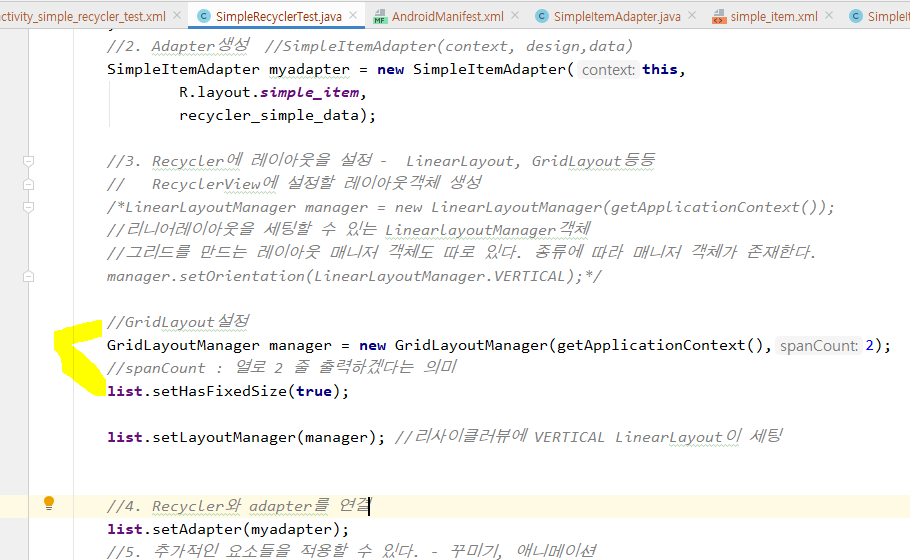 ctivity_simple_recycler_test.xml SimpleRecyclerTest.java AndroidManifest.xml SimpleItemAdapter.java simple_item.xml SimpleIt
//2. Adapter생성 //SimpleItemAdapter(context, design,data)
SimpleItemAdapter myadapter = new SimpleItemAdapter( context: this,
R.layout.simple_item,
recycler_simple_data);
//3. Recycler에 레이아웃을 설정 - LinearLayout, GridLayout등등
// RecyclerView에 설정할 레이아웃객체 생성
/*LinearLayoutManager manager = new LinearLayoutManager(getApplicationContext());
//리니어레이아웃을 세팅할 수 있는 LinearlayoutManager객체
//그리드를 만드는 레이아웃 매니저 객체도 따로 있다. 종류에 따라 매니저 객체가 존재한다.
manager.setOrientation(LinearLayoutManager.VERTICAL);*/
//GridLayout설정
GridLayoutManager manager = new GridLayoutManager(getApplicationContext(), spanCount: 2);
//spanCount : 열로 2 줄 출력하겠다는 의미
list.setHasFixedSize(true);
list.setLayoutManager(manager); //리사이클러뷰에 VERTICAL LinearLayout이 세팅
//4. Recycler와 adapter를 연결
list.setAdapter(myadapter);
//5. 추가적인 요소들을 적용할 수 있다. - 꾸미기, 애니메이션